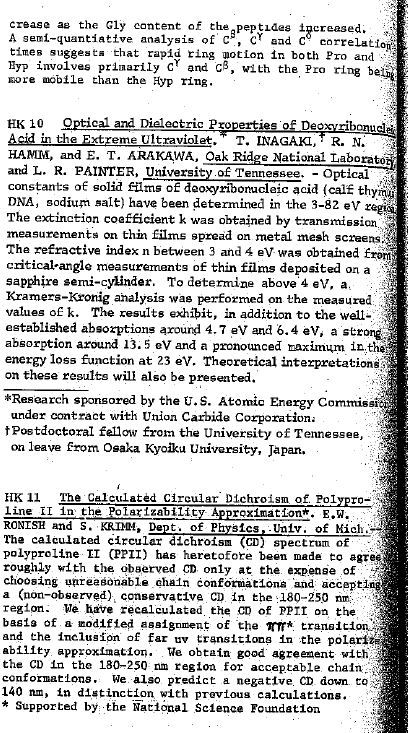 crease as the Gly content of the peptides increased.
A semi-quantiative analysis of Cᵝ, Cᵞ and Cᵟ correlation
times suggests that rapid ring motion in both Pro and
Hyp involves primarily Cᵞ and Cᵝ, with the Pro ring being
more mobile than the Hyp ring.
HK 10 Optical and Dielectric Properties of Deoxyribonucleic
Acid in the Extreme Ultraviolet.* T. INAGAKI,† R. N.
HAMM, and E. T. ARAKAWA, Oak Ridge National Laboratory
and L. R. PAINTER, University of Tennessee. - Optical
constants of solid films of deoxyribonucleic acid (calf thymus
DNA, sodium salt) have been determined in the 3-82 eV region.
The extinction coefficient k was obtained by transmission
measurements on thin films spread on metal mesh screens.
The refractive index n between 3 and 4 eV was obtained from
critical-angle measurements of thin films deposited on a
sapphire semi-cylinder. To determine above 4 eV, a
Kramers-Kronig analysis was performed on the measured
values of k. The results exhibit, in addition to the well-
established absorptions around 4.7 eV and 6.4 eV, a strong
absorption around 13.5 eV and a pronounced maximum in the
energy loss function at 23 eV. Theoretical interpretations
on these results will also be presented.
*Research sponsored by the U.S. Atomic Energy Commission
under contract with Union Carbide Corporation.
†Postdoctoral fellow from the University of Tennessee,
on leave from Osaka Kyoiku University, Japan.
HK 11 The Calculated Circular Dichroism of Polypro-
line II in the Polarizability Approximation*. E.W.
RONISH and S. KRIMM, Dept. of Physics, Univ. of Mich.--
The calculated circular dichroism (CD) spectrum of
polyproline II (PPII) has heretofore been made to agree
roughly with the observed CD only at the expense of
choosing unreasonable chain conformations and accepting
a (non-observed) conservative CD in the 180-250 nm
region. We have recalculated the CD of PPII on the
basis of a modified assignment of the ππ* transition
and the inclusion of far uv transitions in the polariz-
ability approximation. We obtain good agreement with
the CD in the 180-250 nm region for acceptable chain
conformations. We also predict a negative CD down to
140 nm, in distinction with previous calculations.
* Supported by the National Science Foundation